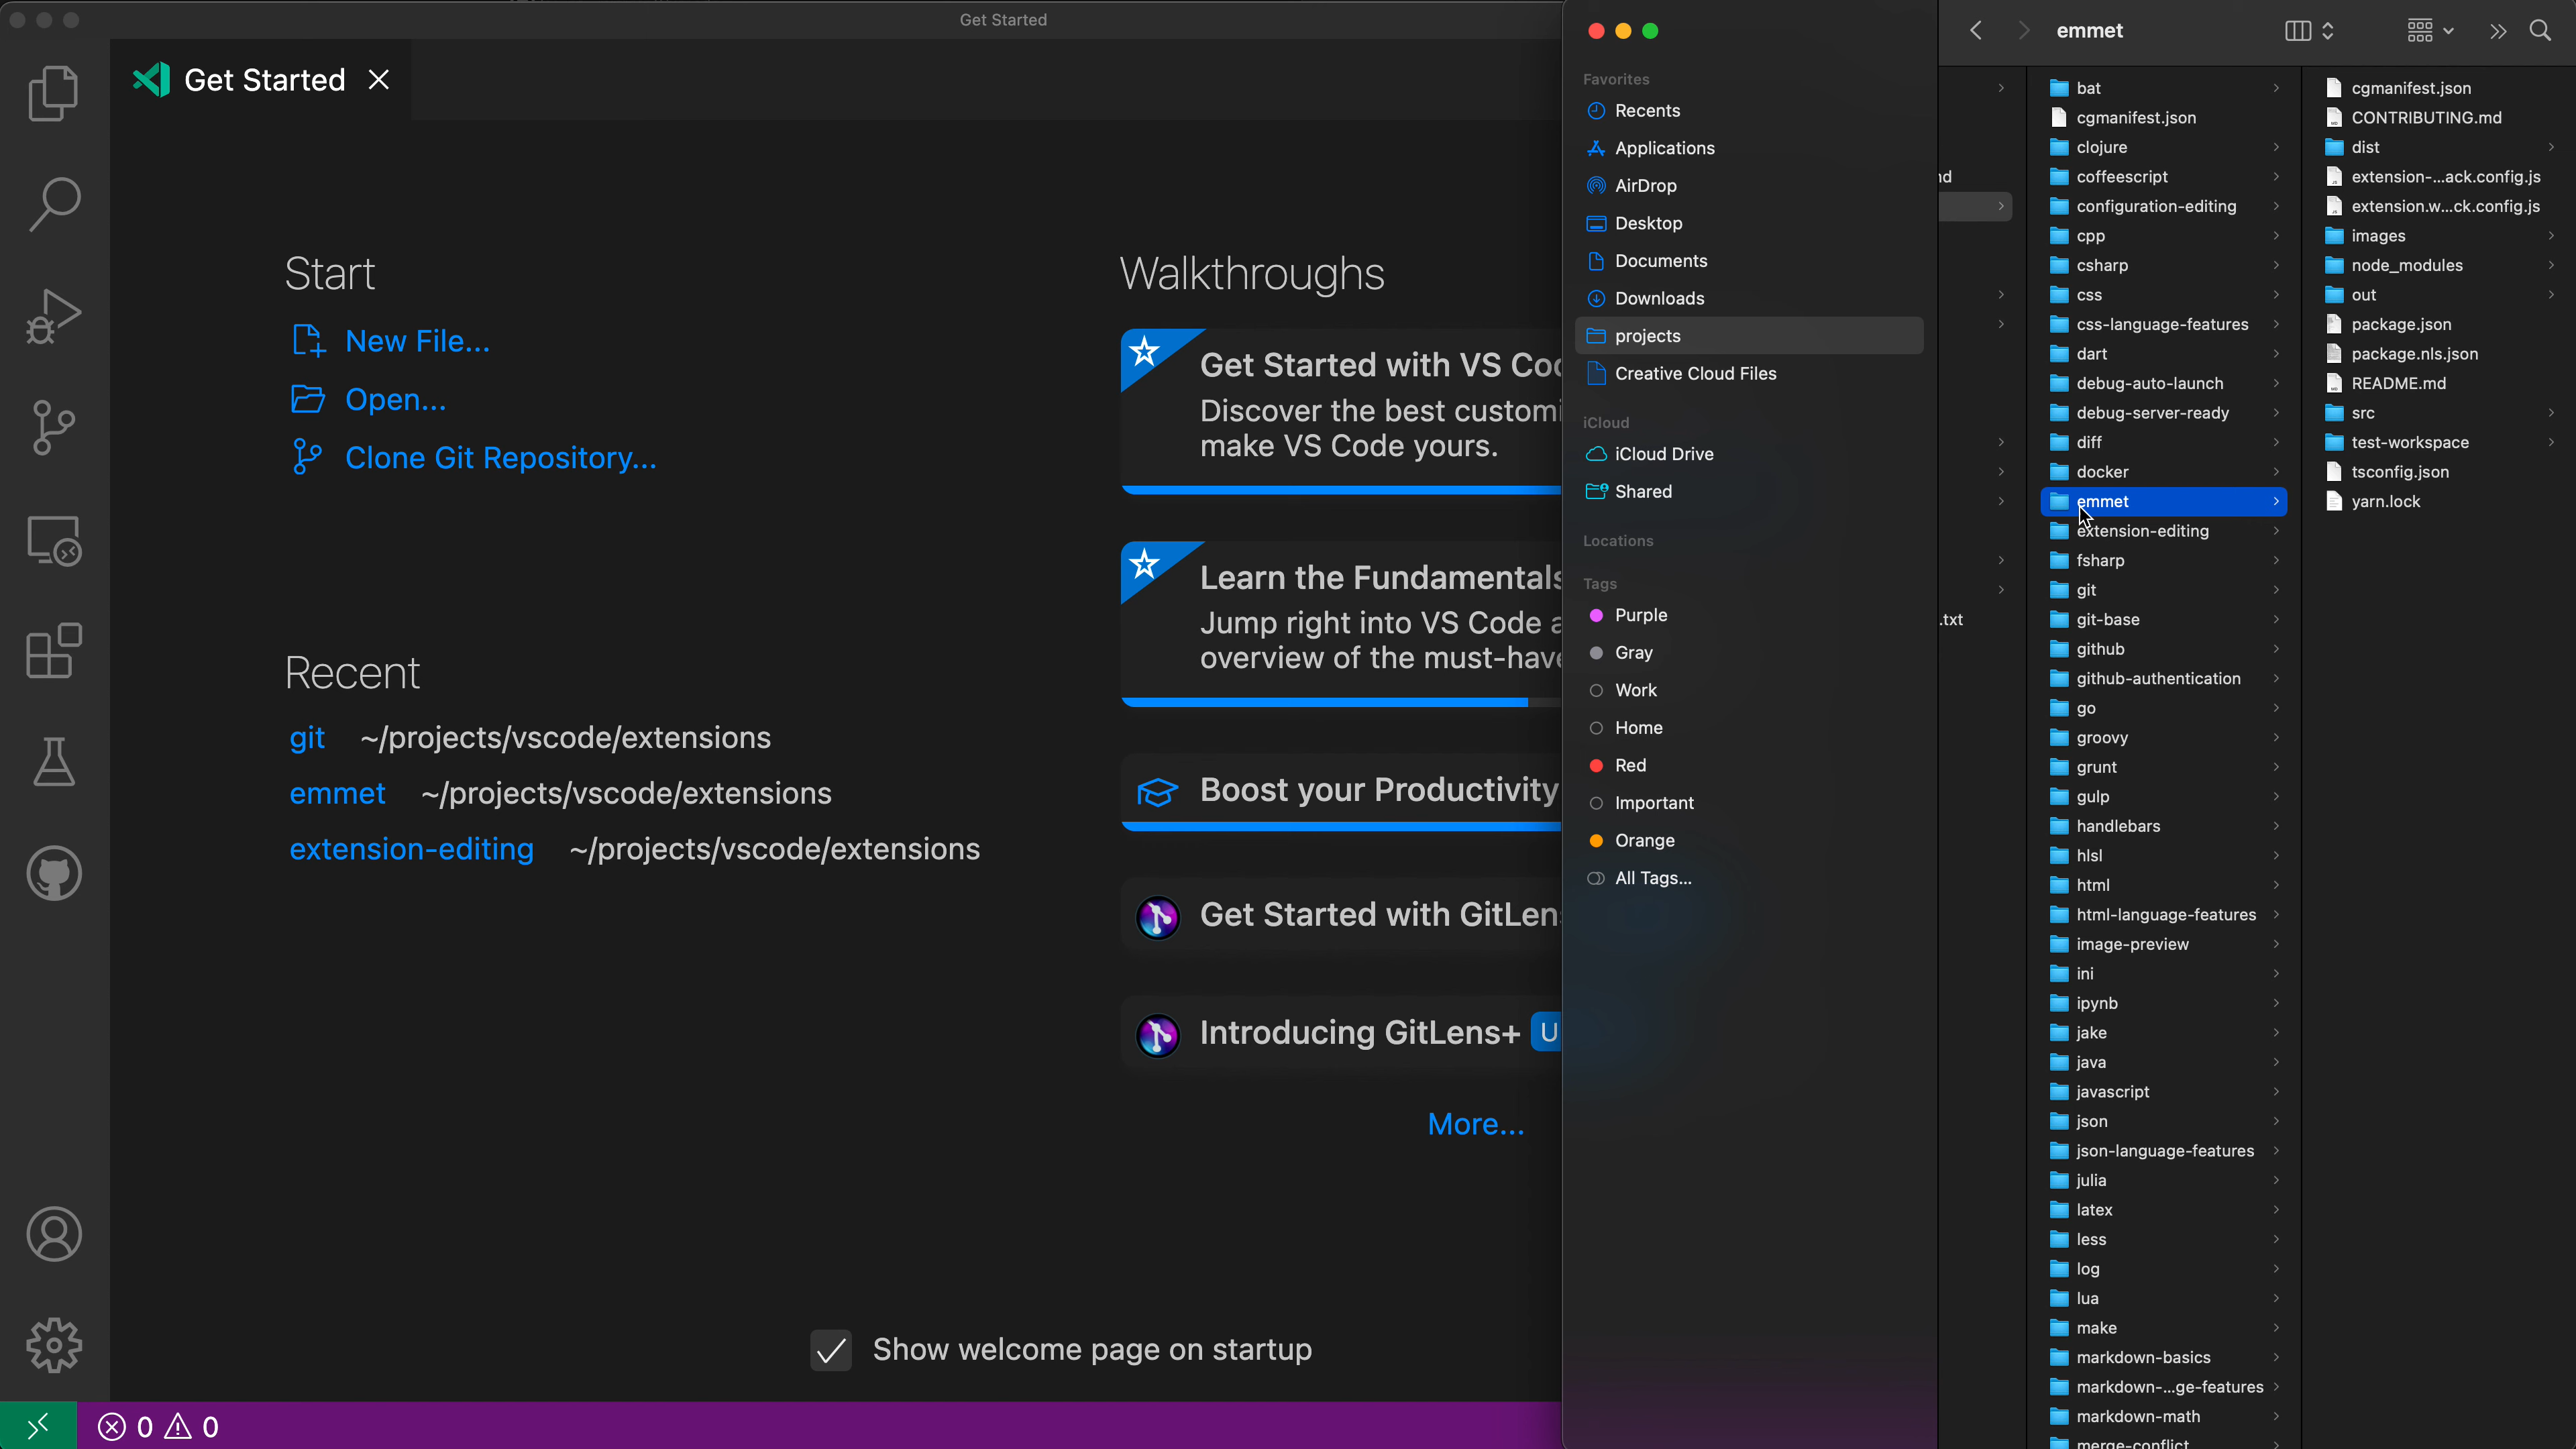 Get Started
Get Started
Start
New File...
Open...
Clone Git Repository...
Recent
git ~/projects/vscode/extensions
emmet ~/projects/vscode/extensions
extension-editing ~/projects/vscode/extensions
Walkthroughs
Get Started with VS Cod
Discover the best customi
make VS Code yours.
Learn the Fundamentals
Jump right into VS Code a
overview of the must-have
Boost your Productivity
Get Started with GitLens
Introducing GitLens+ U
More...
Show welcome page on startup
0 0
Favorites
Recents
Applications
AirDrop
Desktop
Documents
Downloads
projects
Creative Cloud Files
iCloud
iCloud Drive
Shared
Locations
Tags
Purple
Gray
Work
Home
Red
Important
Orange
All Tags...
emmet
.txt
bat
cgmanifest.json
clojure
coffeescript
configuration-editing
cpp
csharp
css
css-language-features
dart
debug-auto-launch
debug-server-ready
diff
docker
emmet
extension-editing
fsharp
git
git-base
github
github-authentication
go
groovy
grunt
gulp
handlebars
hlsl
html
html-language-features
image-preview
ini
ipynb
jake
java
javascript
json
json-language-features
julia
latex
less
log
lua
make
markdown-basics
markdown-...ge-features
markdown-math
merge-conflict
cgmanifest.json
CONTRIBUTING.md
dist
extension-...ack.config.js
extension.w...ck.config.js
images
node_modules
out
package.json
package.nls.json
README.md
src
test-workspace
tsconfig.json
yarn.lock